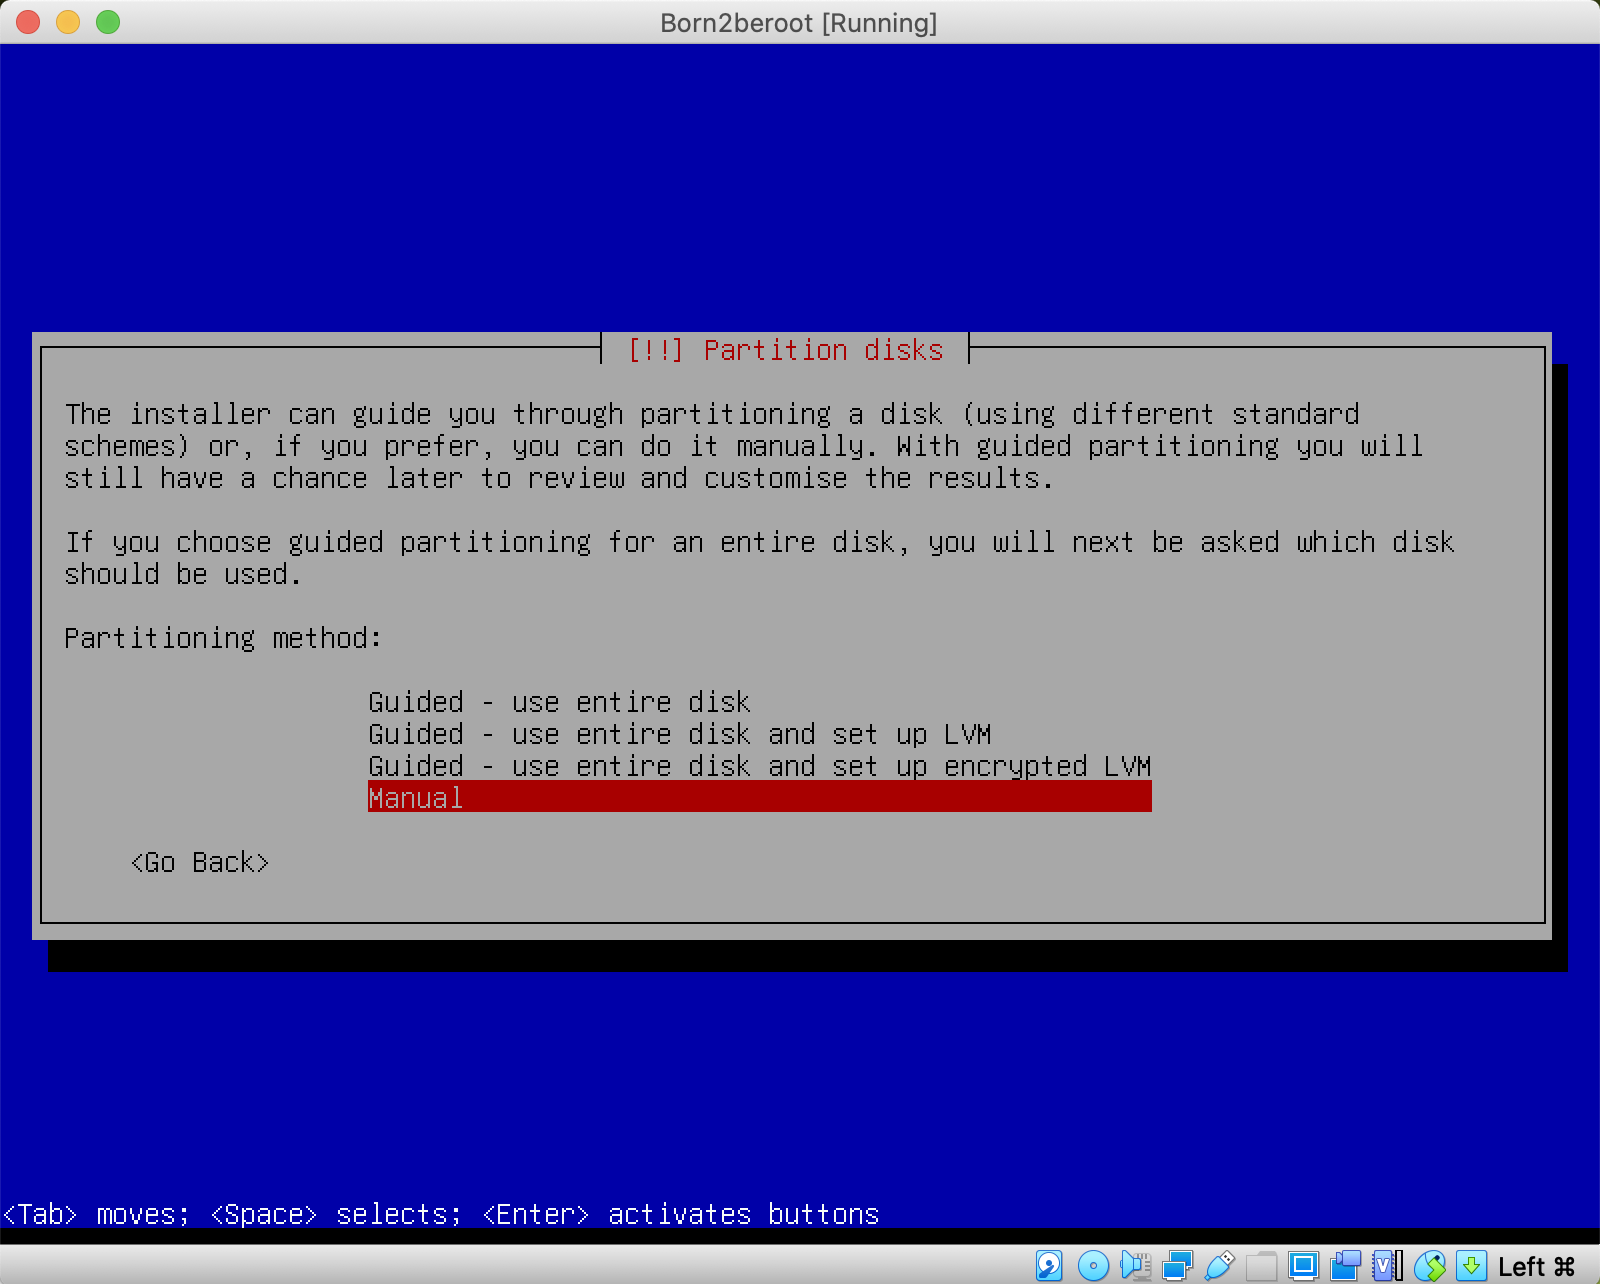 Born2beroot [Running]
[!!] Partition disks
The installer can guide you through partitioning a disk (using different standard
schemes) or, if you prefer, you can do it manually. With guided partitioning you will
still have a chance later to review and customise the results.
If you choose guided partitioning for an entire disk, you will next be asked which disk
should be used.
Partitioning method:
Guided - use entire disk
Guided - use entire disk and set up LVM
Guided - use entire disk and set up encrypted LVM
Manual
<Go Back>
<Tab> moves; <Space> selects; <Enter> activates buttons
Left ⌘